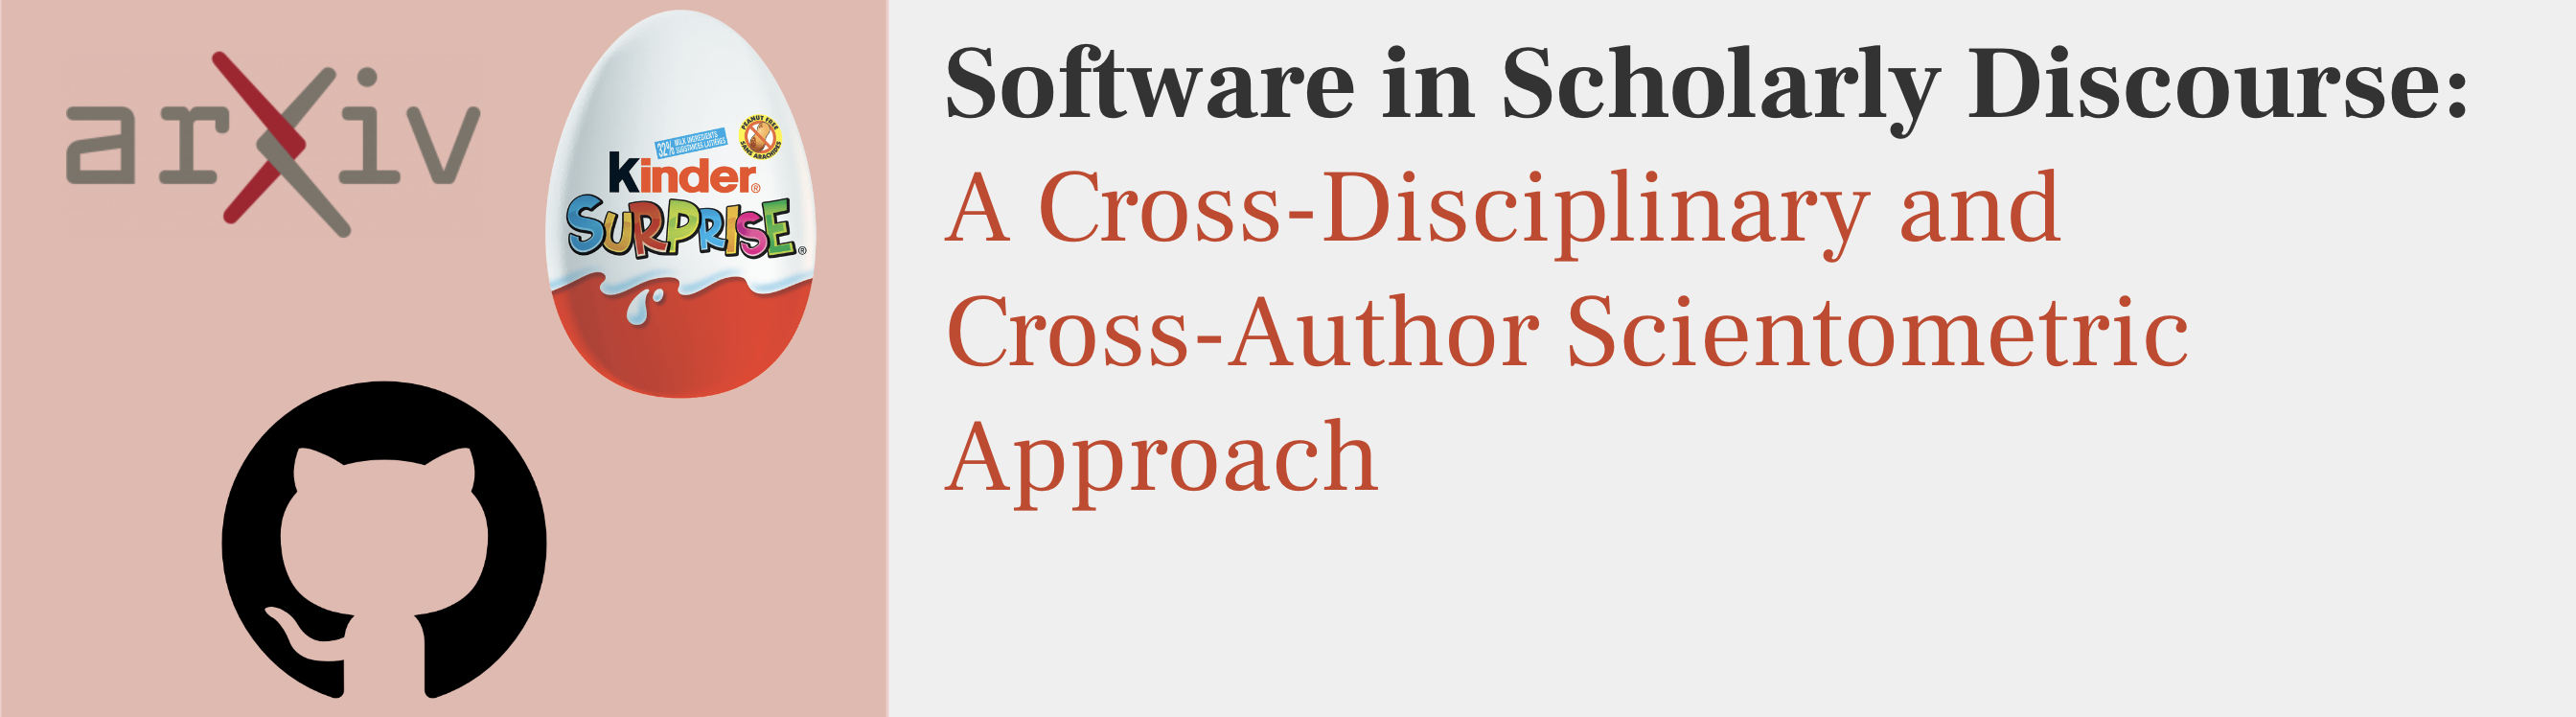 arXiv
32% MILK INGREDIENTS
SUBSTANCES LAITIÈRES
PEANUT FREE
SANS ARACHIDES
kinder®
SURPRISE®
Software in Scholarly Discourse:
A Cross-Disciplinary and
Cross-Author Scientometric
Approach